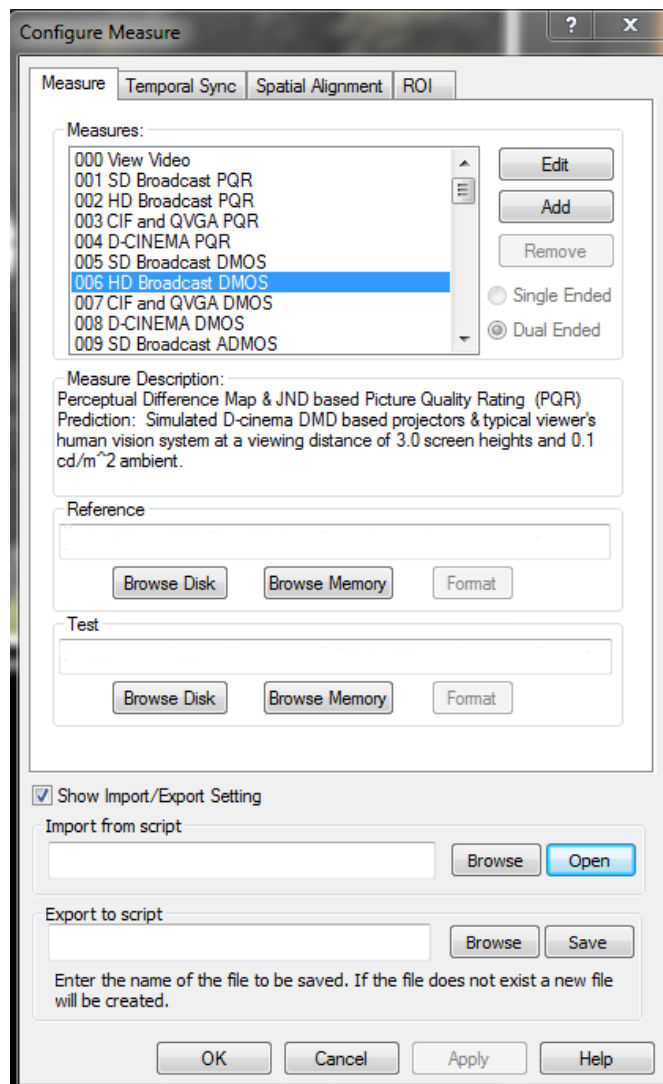 Configure Measure ? X
Measure Temporal Sync Spatial Alignment ROI
Measures:
000 View Video
001 SD Broadcast PQR
002 HD Broadcast PQR
003 CIF and QVGA PQR
004 D-CINEMA PQR
005 SD Broadcast DMOS
006 HD Broadcast DMOS
007 CIF and QVGA DMOS
008 D-CINEMA DMOS
009 SD Broadcast ADMOS
Edit
Add
Remove
Single Ended
Dual Ended
Measure Description:
Perceptual Difference Map & JND based Picture Quality Rating (PQR)
Prediction: Simulated D-cinema DMD based projectors & typical viewer's
human vision system at a viewing distance of 3.0 screen heights and 0.1
cd/m^2 ambient.
Reference
Browse Disk Browse Memory Format
Test
Browse Disk Browse Memory Format
Show Import/Export Setting
Import from script
Browse Open
Export to script
Browse Save
Enter the name of the file to be saved. If the file does not exist a new file
will be created.
OK Cancel Apply Help